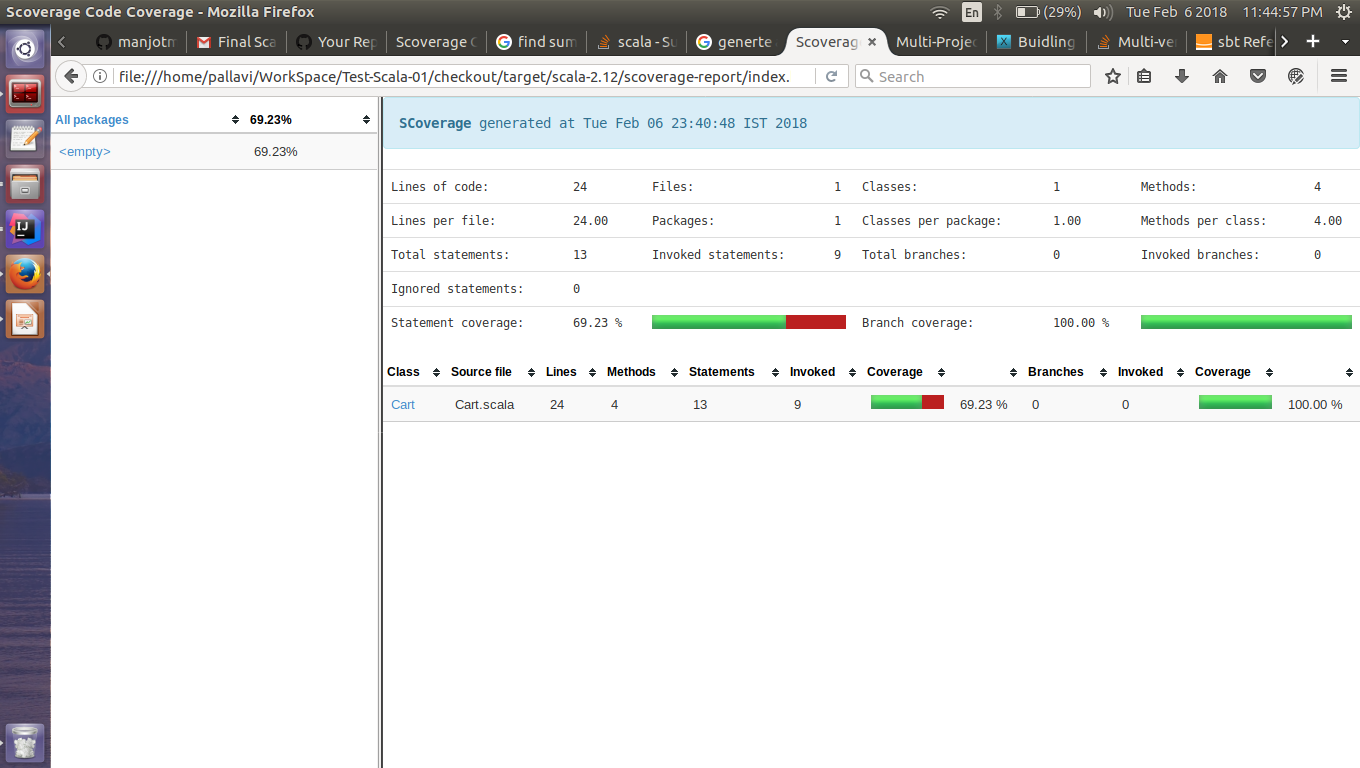 Scoverage Code Coverage - Mozilla Firefox
En (29%) Tue Feb 6 2018 11:44:57 PM
manjotm Final Sca Your Rep Scoverage C find sum scala - Su generte Scoverag Multi-Projec Buidling Multi-ve sbt Refe
file:///home/pallavi/WorkSpace/Test-Scala-01/checkout/target/scala-2.12/scoverage-report/index. Search
All packages 69.23%
<empty> 69.23%
SCoverage generated at Tue Feb 06 23:40:48 IST 2018
Lines of code: 24 Files: 1 Classes: 1 Methods: 4
Lines per file: 24.00 Packages: 1 Classes per package: 1.00 Methods per class: 4.00
Total statements: 13 Invoked statements: 9 Total branches: 0 Invoked branches: 0
Ignored statements: 0
Statement coverage: 69.23 % Branch coverage: 100.00 %
Class Source file Lines Methods Statements Invoked Coverage Branches Invoked Coverage
Cart Cart.scala 24 4 13 9 69.23 % 0 0 100.00 %